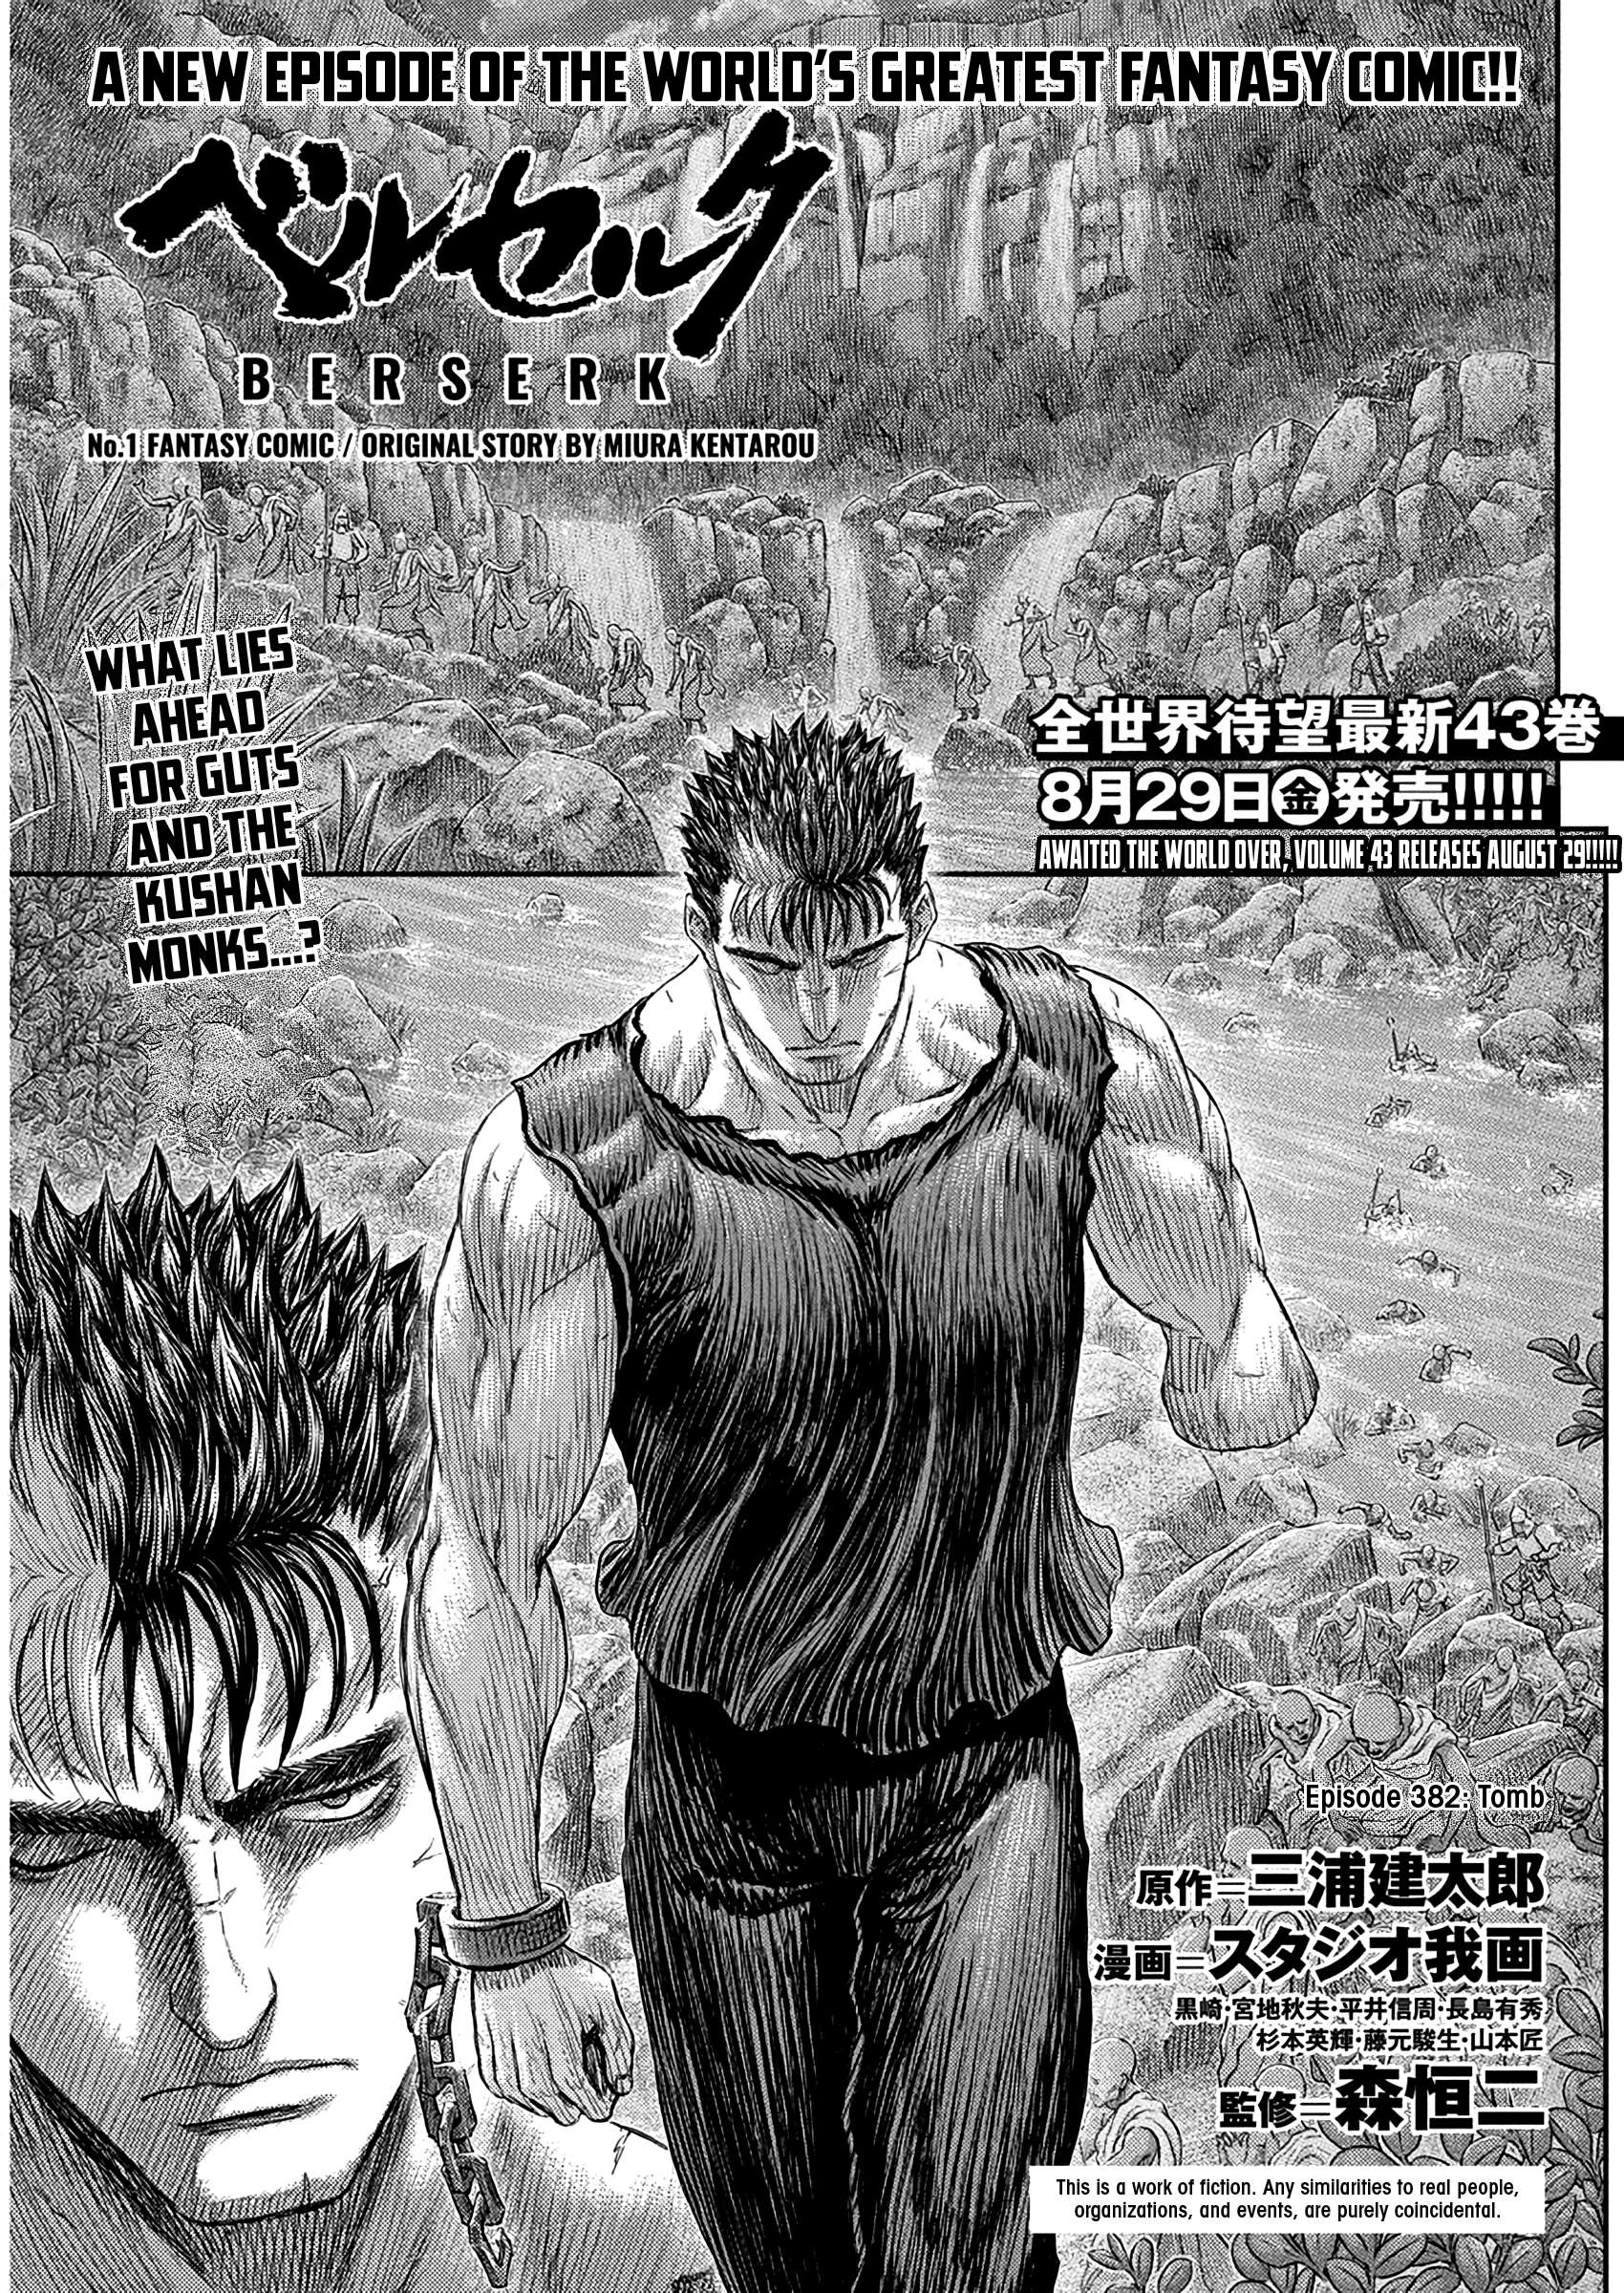 A NEW EPISODE OF THE WORLD'S GREATEST FANTASY COMIC!!
ベルセルク
BERSERK
No.1 FANTASY COMIC / ORIGINAL STORY BY MIURA KENTAROU
WHAT LIES
AHEAD
FOR GUTS
AND THE
KUSHAN
MONKS...?
全世界待望最新43巻
8月29日㊎発売!!!!!
AWAITED THE WORLD OVER, VOLUME 43 RELEASES AUGUST 29!!!!!
Episode 382: Tomb
原作=三浦建太郎
漫画=スタジオ我画
黒崎・宮地秋夫・平井信周・長島有秀
杉本英輝・藤元駿生・山本匠
監修=森恒二
This is a work of fiction. Any similarities to real people,
organizations, and events, are purely coincidental.